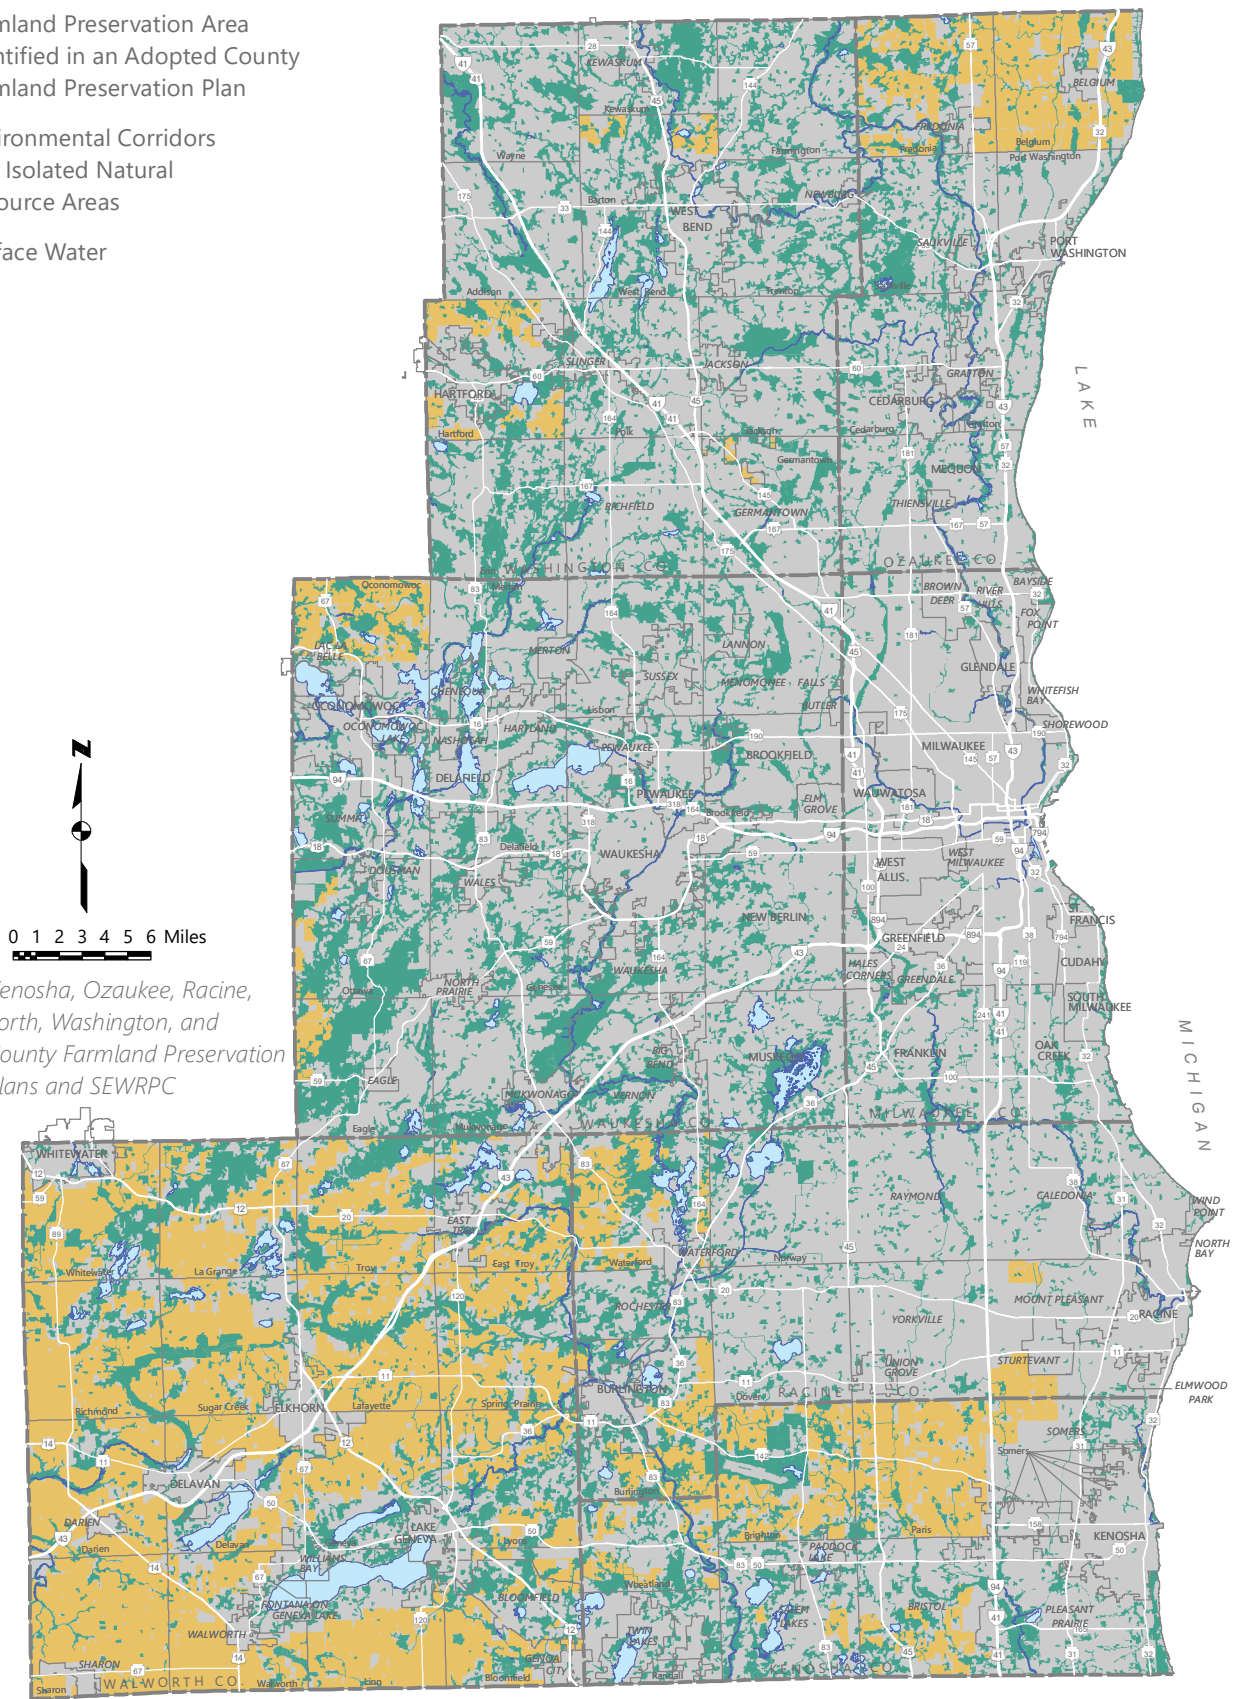 mland Preservation Area
ntified in an Adopted County
mland Preservation Plan
ironmental Corridors
Isolated Natural
ource Areas
face Water
N
0 1 2 3 4 5 6 Miles
enosha, Ozaukee, Racine,
orth, Washington, and
ounty Farmland Preservation
lans and SEWRPC
KEWASKUM
Kewaskum
Wayne
Farmington
BELGIUM
FREDONIA
Fredonia
Belgium
Port Washington
Barton
NEWBURG
WEST
BEND
SAUKVILLE
PORT
WASHINGTON
Addison
West Bend
Trenton
SLINGER
JACKSON
GRAFTON
LAKE
HARTFORD
CEDARBURG
Hartford
Polk
Jackson
Cedarburg
Grafton
Germantown
MEQUON
RICHFIELD
GERMANTOWN
THIENSVILLE
Erin
WASHINGTON CO.
OZAUKEE CO.
Oconomowoc
Merton
BROWN
DEER
RIVER
HILLS
BAYSIDE
FOX
POINT
LAC LA
BELLE
MERTON
LANNON
GLENDALE
CHENEQUA
SUSSEX
MENOMONEE FALLS
WHITEFISH
BAY
OCONOMOWOC
OCONOMOWOC
LAKE
Lisbon
BUTLER
SHOREWOOD
NASHOTAH
HARTLAND
PEWAUKEE
BROOKFIELD
MILWAUKEE
DELAFIELD
PEWAUKEE
ELM
GROVE
WAUWATOSA
SUMMIT
Brookfield
Delafield
WAUKESHA
WEST
ALLIS
WEST
MILWAUKEE
DOUSMAN
WALES
NEW BERLIN
ST.
FRANCIS
GREENFIELD
WAUKESHA
HALES
CORNERS
GREENDALE
CUDAHY
Ottawa
NORTH
PRAIRIE
Genesee
SOUTH
MILWAUKEE
MICHIGAN
BIG
BEND
MUSKEGO
FRANKLIN
OAK
CREEK
EAGLE
MUKWONAGO
VERNON
Eagle
Mukwonago
WAUKESHA CO.
MILWAUKEE CO.
WHITEWATER
EAST
TROY
RAYMOND
CALEDONIA
WIND
POINT
NORTH
BAY
Whitewater
La Grange
Troy
East Troy
Waterford
WATERFORD
Norway
ROCHESTER
MOUNT PLEASANT
RACINE
YORKVILLE
UNION
GROVE
STURTEVANT
BURLINGTON
Dover
RACINE CO.
ELMWOOD
PARK
Richmond
Sugar Creek
ELKHORN
Lafayette
Spring Prairie
SOMERS
Somers
DELAVAN
Burlington
DARIEN
Darien
Delavan
Geneva
LAKE
GENEVA
Lyons
Brighton
Paris
KENOSHA
WILLIAMS
BAY
PADDOCK
LAKE
Wheatland
FONTANA ON
GENEVA LAKE
BLOOMFIELD
SALEM
LAKES
BRISTOL
PLEASANT
PRAIRIE
WALWORTH
TWIN
LAKES
SHARON
GENOA
CITY
Sharon
WALWORTH CO.
Walworth
Linn
Bloomfield
Randall
KENOSHA CO.